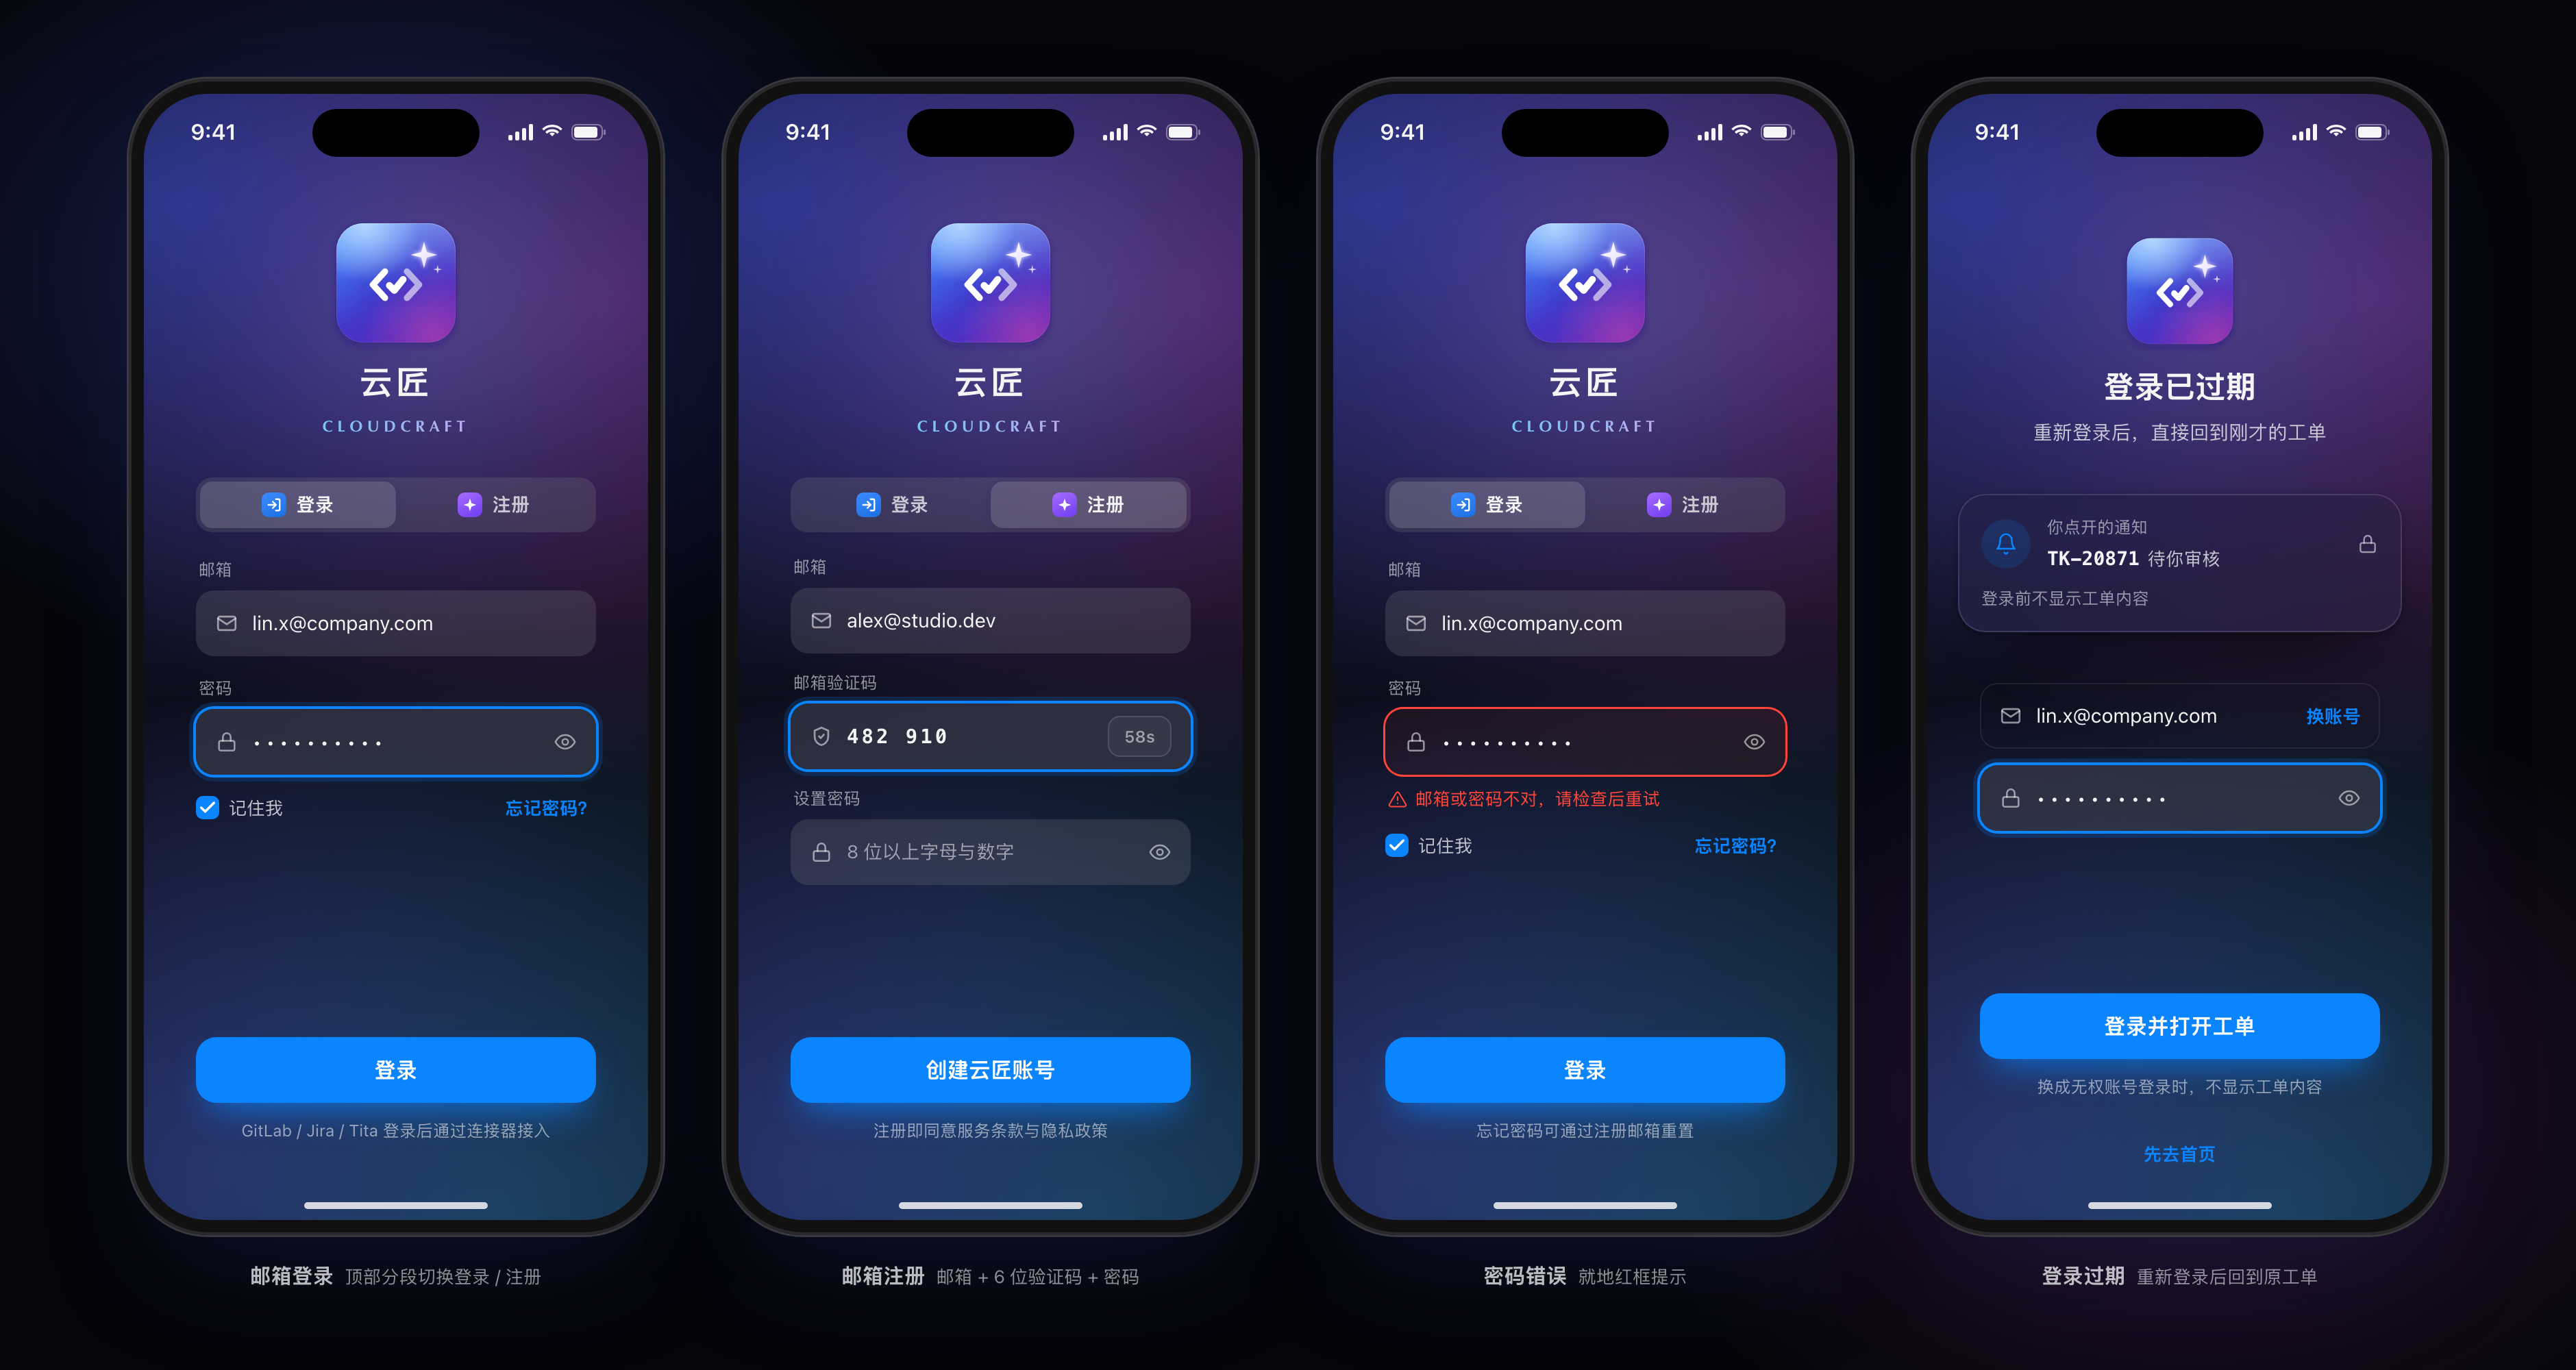 9:41
云匠
CLOUDCRAFT
登录 注册
邮箱
lin.x@company.com
密码
••••••••••
记住我 忘记密码?
登录
GitLab / Jira / Tita 登录后通过连接器接入
邮箱登录 顶部分段切换登录 / 注册
9:41
云匠
CLOUDCRAFT
登录 注册
邮箱
alex@studio.dev
邮箱验证码
482 910 58s
设置密码
8 位以上字母与数字
创建云匠账号
注册即同意服务条款与隐私政策
邮箱注册 邮箱 + 6 位验证码 + 密码
9:41
云匠
CLOUDCRAFT
登录 注册
邮箱
lin.x@company.com
密码
••••••••••
邮箱或密码不对，请检查后重试
记住我 忘记密码?
登录
忘记密码可通过注册邮箱重置
密码错误 就地红框提示
9:41
登录已过期
重新登录后，直接回到刚才的工单
你点开的通知
TK-20871 待你审核
登录前不显示工单内容
lin.x@company.com 换账号
••••••••••
登录并打开工单
换成无权账号登录时，不显示工单内容
先去首页
登录过期 重新登录后回到原工单